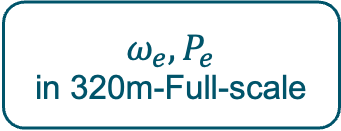 ωₑ, Pₑ
in 320m-Full-scale